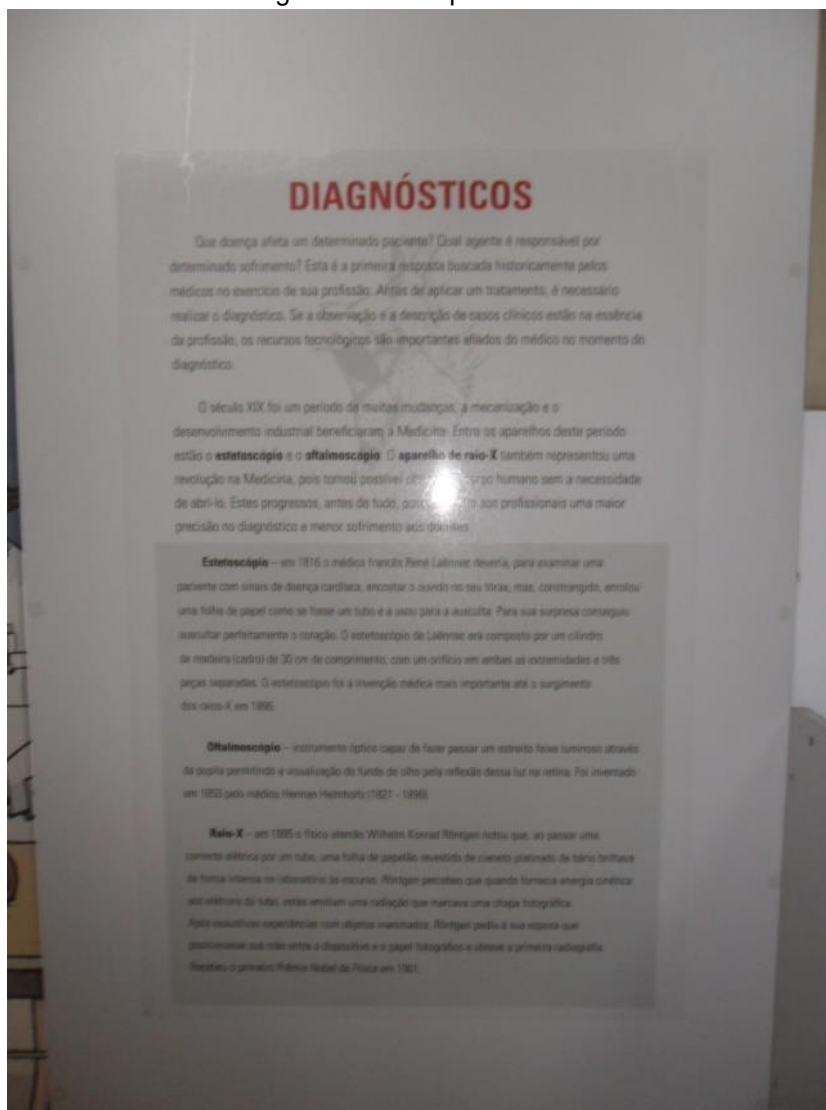 DIAGNÓSTICOS
Que doença afeta um determinado paciente? Qual agente é responsável por
determinado sofrimento? Esta é a primeira resposta buscada historicamente pelos
médicos no exercício de sua profissão. Antes de aplicar um tratamento, é necessário
realizar o diagnóstico. Se a observação e a descrição de casos clínicos estão na essência
da profissão, os recursos tecnológicos são importantes aliados do médico no momento do
diagnóstico.
O século XIX foi um período de muitas mudanças, a mecanização e o
desenvolvimento industrial beneficiaram a Medicina. Entre os aparelhos deste período
estão o estetoscópio e o oftalmoscópio. O aparelho de raio-X também representou uma
revolução na Medicina, pois tornou possível corpo humano sem a necessidade
de abri-lo. Estes progressos, antes de tudo, aos profissionais uma maior
precisão no diagnóstico e menor sofrimento aos doentes.
Estetoscópio – em 1816 o médico francês René Laënnec deveria, para examinar uma
paciente com sinais de doença cardíaca, encostar o ouvido no seu tórax, mas, constrangido, enrolou
uma folha de papel como se fosse um tubo e a usou para a ausculta. Para sua surpresa conseguiu
auscultar perfeitamente o coração. O estetoscópio de Laënnec era composto por um cilindro
de madeira (cedro) de 30 cm de comprimento, com um orifício em ambas as extremidades e três
peças separadas. O estetoscópio foi a invenção médica mais importante até o surgimento
dos raios-X em 1895.
Oftalmoscópio – instrumento óptico capaz de fazer passar um estreito feixe luminoso através
da pupila permitindo a visualização do fundo do olho pela reflexão dessa luz na retina. Foi inventado
em pelo médico Herman Helmholtz (1821 -
Raio-X – em 1895 o físico alemão Wilhelm Konrad Röntgen notou que, ao passar uma
corrente elétrica por um tubo, uma folha de papelão revestida de cianeto platinado de bário brilhava
de forma intensa no laboratório às escuras. Röntgen percebeu que quando fornecia energia cinética
aos elétrons do tubo, estes emitiam uma radiação que marcava uma chapa fotográfica.
Após exaustivas experiências com objetos inanimados, Röntgen pediu à sua esposa que
posicionasse sua mão entre o dispositivo e o papel fotográfico e obteve a primeira radiografia.
Recebeu o primeiro Prêmio Nobel de Física em 1901.